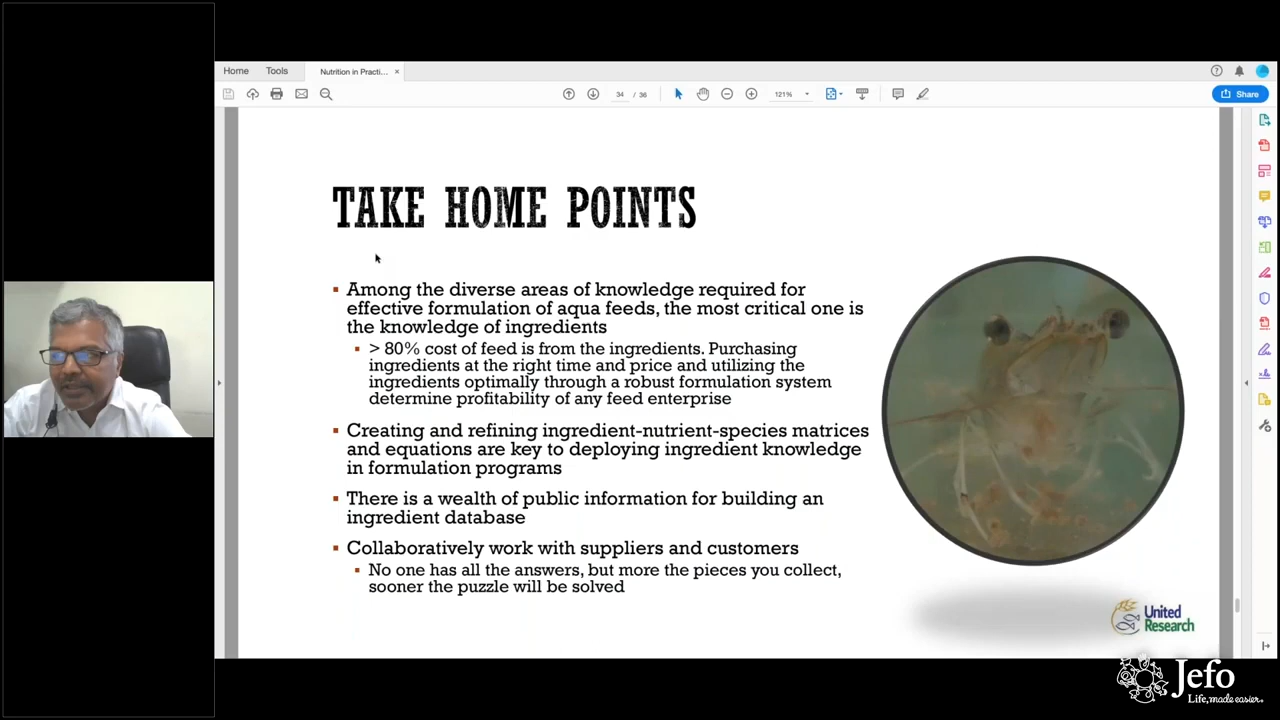 Home
Tools
Nutrition in Practi...
34 / 36
121%
Share
TAKE HOME POINTS
Among the diverse areas of knowledge required for
effective formulation of aqua feeds, the most critical one is
the knowledge of ingredients
> 80% cost of feed is from the ingredients. Purchasing
ingredients at the right time and price and utilizing the
ingredients optimally through a robust formulation system
determine profitability of any feed enterprise
Creating and refining ingredient-nutrient-species matrices
and equations are key to deploying ingredient knowledge
in formulation programs
There is a wealth of public information for building an
ingredient database
Collaboratively work with suppliers and customers
No one has all the answers, but more the pieces you collect,
sooner the puzzle will be solved
United
Research
Jefo
Life, made easier.